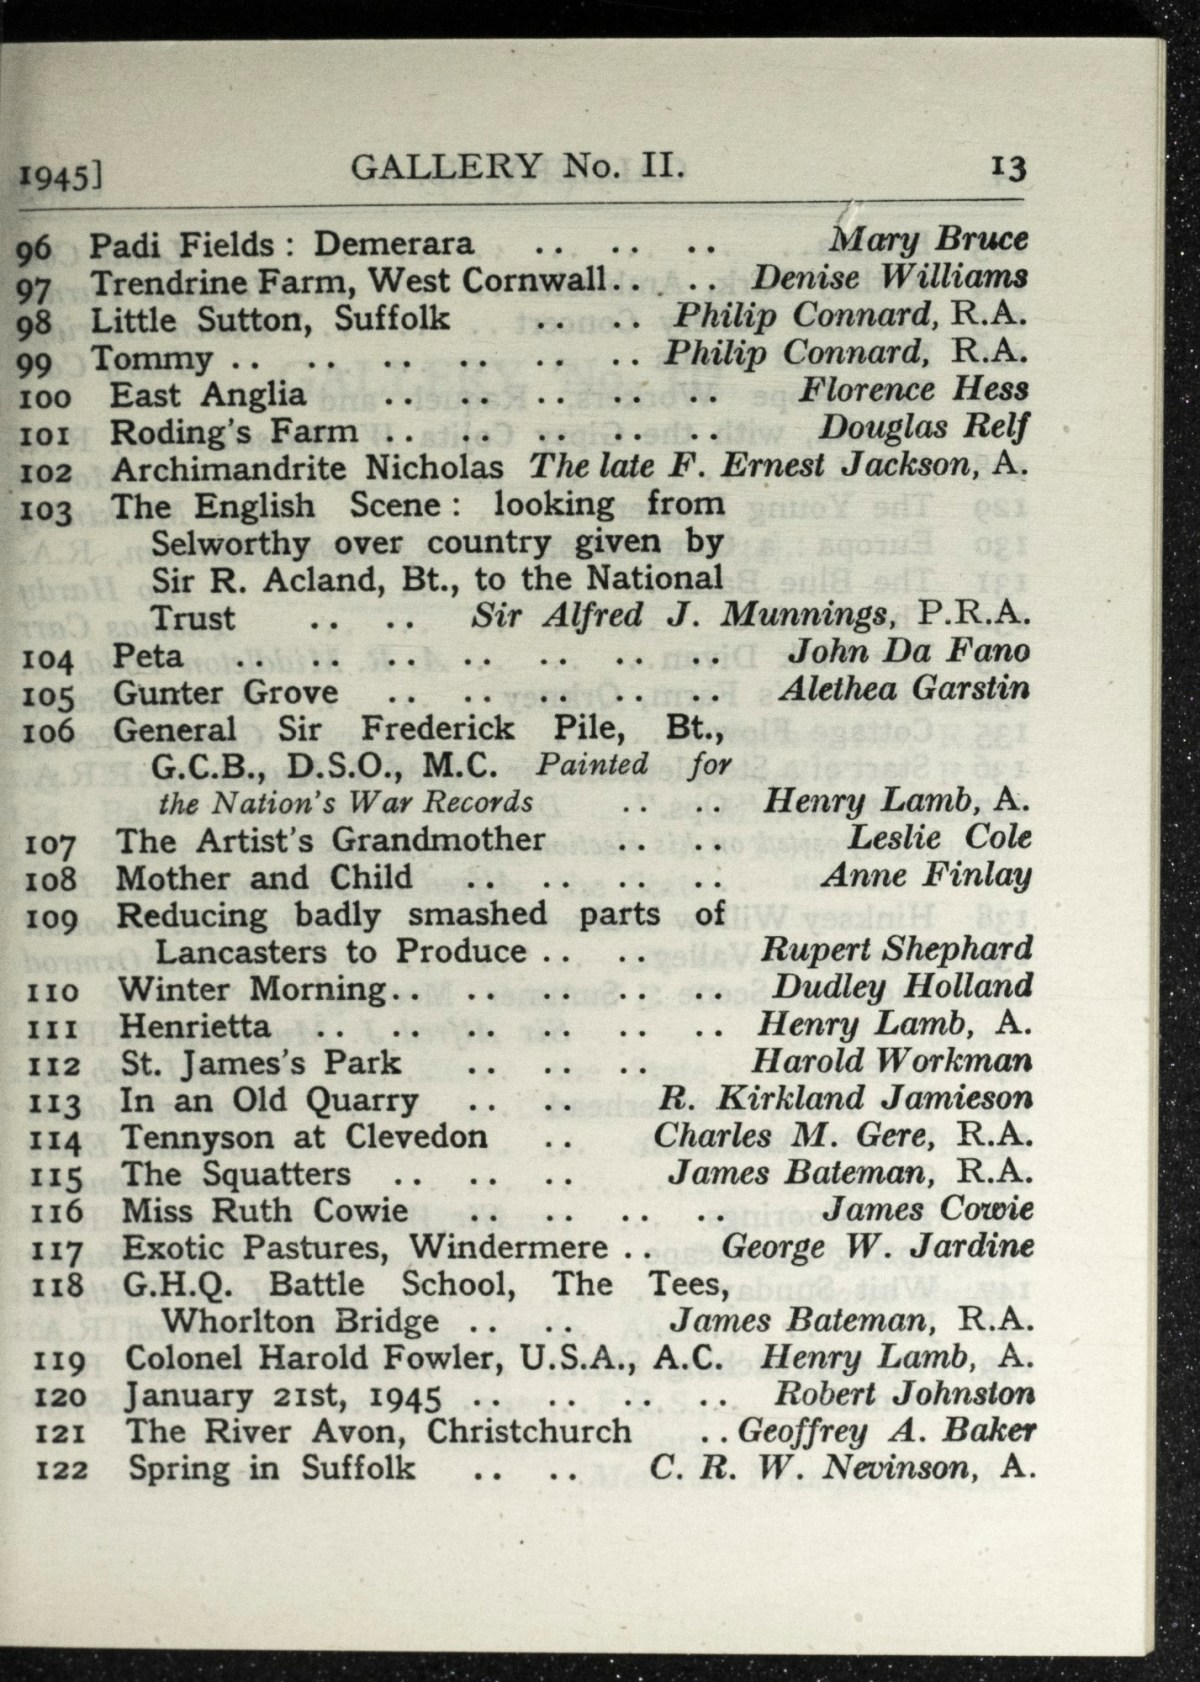 1945] GALLERY No. II. 13
96 Padi Fields : Demerara .. .. .. Mary Bruce
97 Trendrine Farm, West Cornwall.. .. Denise Williams
98 Little Sutton, Suffolk .. .. Philip Connard, R.A.
99 Tommy .. .. .. .. .. .. Philip Connard, R.A.
100 East Anglia .. .. .. .. .. Florence Hess
101 Roding's Farm .. .. .. .. .. Douglas Relf
102 Archimandrite Nicholas The late F. Ernest Jackson, A.
103 The English Scene : looking from
Selworthy over country given by
Sir R. Acland, Bt., to the National
Trust .. .. Sir Alfred J. Munnings, P.R.A.
104 Peta .. .. .. .. .. .. .. John Da Fano
105 Gunter Grove .. .. .. .. .. Alethea Garstin
106 General Sir Frederick Pile, Bt.,
G.C.B., D.S.O., M.C. Painted for
the Nation's War Records .. .. Henry Lamb, A.
107 The Artist's Grandmother .. .. Leslie Cole
108 Mother and Child .. .. .. .. Anne Finlay
109 Reducing badly smashed parts of
Lancasters to Produce .. .. Rupert Shephard
110 Winter Morning.. .. .. .. .. Dudley Holland
111 Henrietta .. .. .. .. .. .. Henry Lamb, A.
112 St. James's Park .. .. .. Harold Workman
113 In an Old Quarry .. .. R. Kirkland Jamieson
114 Tennyson at Clevedon .. Charles M. Gere, R.A.
115 The Squatters .. .. .. James Bateman, R.A.
116 Miss Ruth Cowie .. .. .. .. James Cowie
117 Exotic Pastures, Windermere .. George W. Jardine
118 G.H.Q. Battle School, The Tees,
Whorlton Bridge .. .. James Bateman, R.A.
119 Colonel Harold Fowler, U.S.A., A.C. Henry Lamb, A.
120 January 21st, 1945 .. .. .. .. Robert Johnston
121 The River Avon, Christchurch .. Geoffrey A. Baker
122 Spring in Suffolk .. .. C. R. W. Nevinson, A.